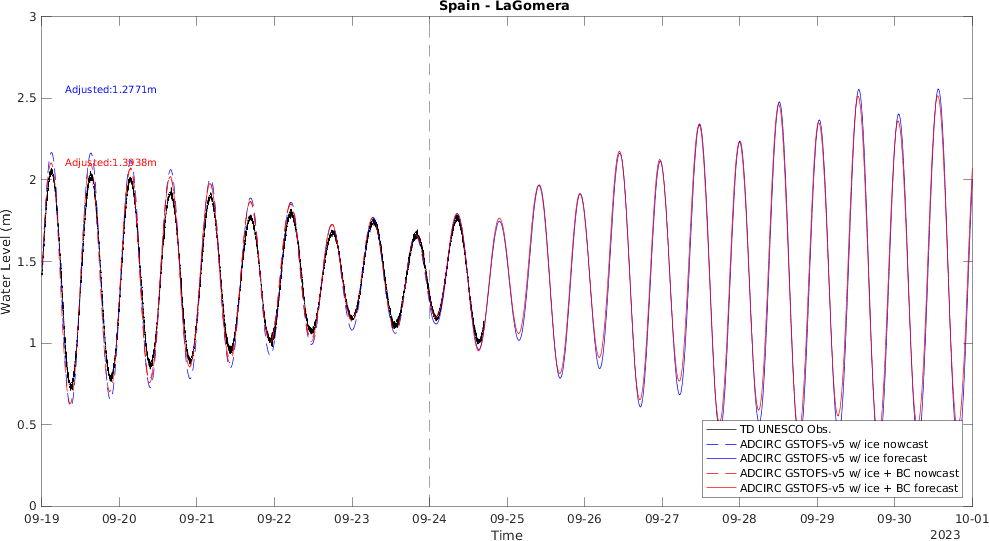 Spain - LaGomera
3
2.5
2
1.5
1
0.5
0
Water Level (m)
Adjusted:1.2771m
Adjusted:1.3938m
TD UNESCO Obs.
ADCIRC GSTOFS-v5 w/ ice nowcast
ADCIRC GSTOFS-v5 w/ ice forecast
ADCIRC GSTOFS-v5 w/ ice + BC nowcast
ADCIRC GSTOFS-v5 w/ ice + BC forecast
09-19 09-20 09-21 09-22 09-23 09-24 09-25 09-26 09-27 09-28 09-29 09-30 10-01
Time
2023